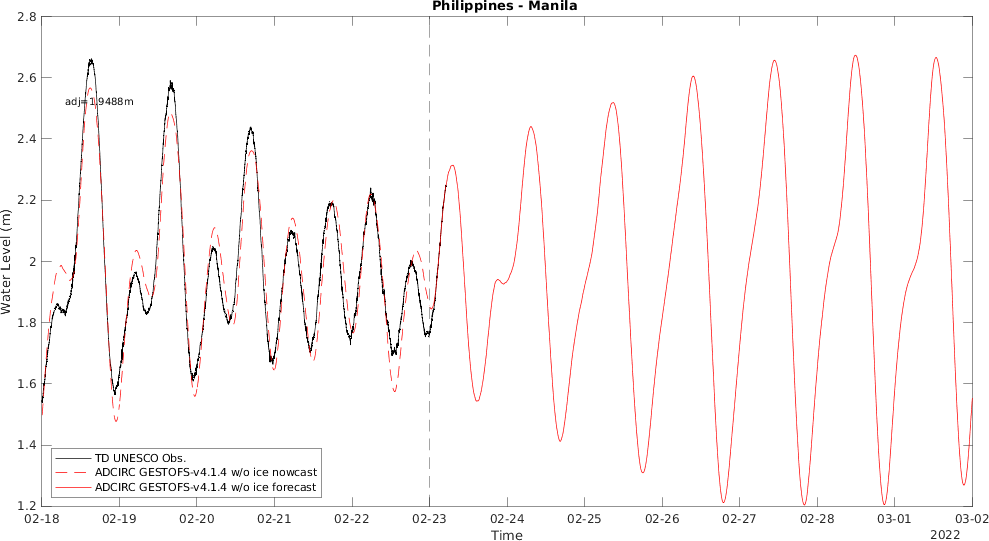 Philippines - Manila
2.8
2.6
2.4
2.2
2
1.8
1.6
1.4
1.2
Water Level (m)
adj= 1.9488m
TD UNESCO Obs.
ADCIRC GESTOFS-v4.1.4 w/o ice nowcast
ADCIRC GESTOFS-v4.1.4 w/o ice forecast
02-18 02-19 02-20 02-21 02-22 02-23 02-24 02-25 02-26 02-27 02-28 03-01 03-02
Time
2022